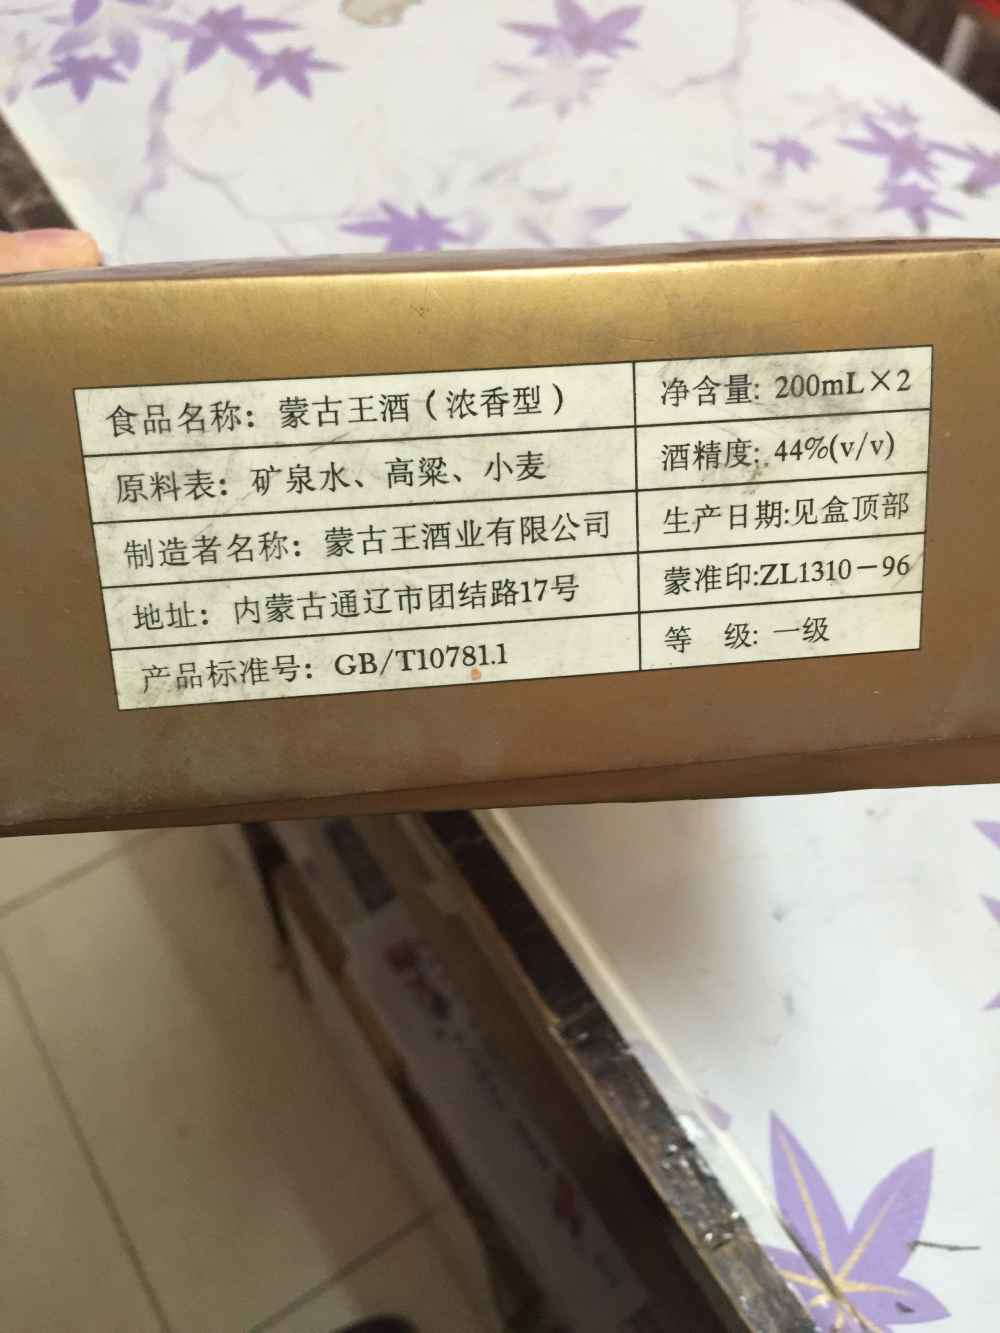 食品名称：蒙古王酒（浓香型）
净含量: 200mL×2
原料表：矿泉水、高粱、小麦
酒精度: 44%(v/v)
制造者名称：蒙古王酒业有限公司
生产日期:见盒顶部
地址：内蒙古通辽市团结路17号
蒙准印:ZL1310－96
产品标准号：GB/T10781.1
等 级: 一级